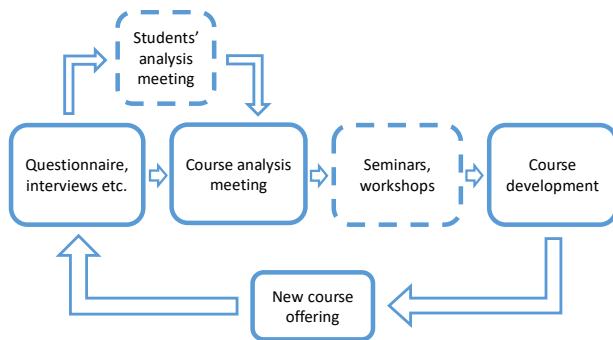 Students’
analysis
meeting
Questionnaire,
interviews etc.
Course analysis
meeting
Seminars,
workshops
Course
development
New course
offering